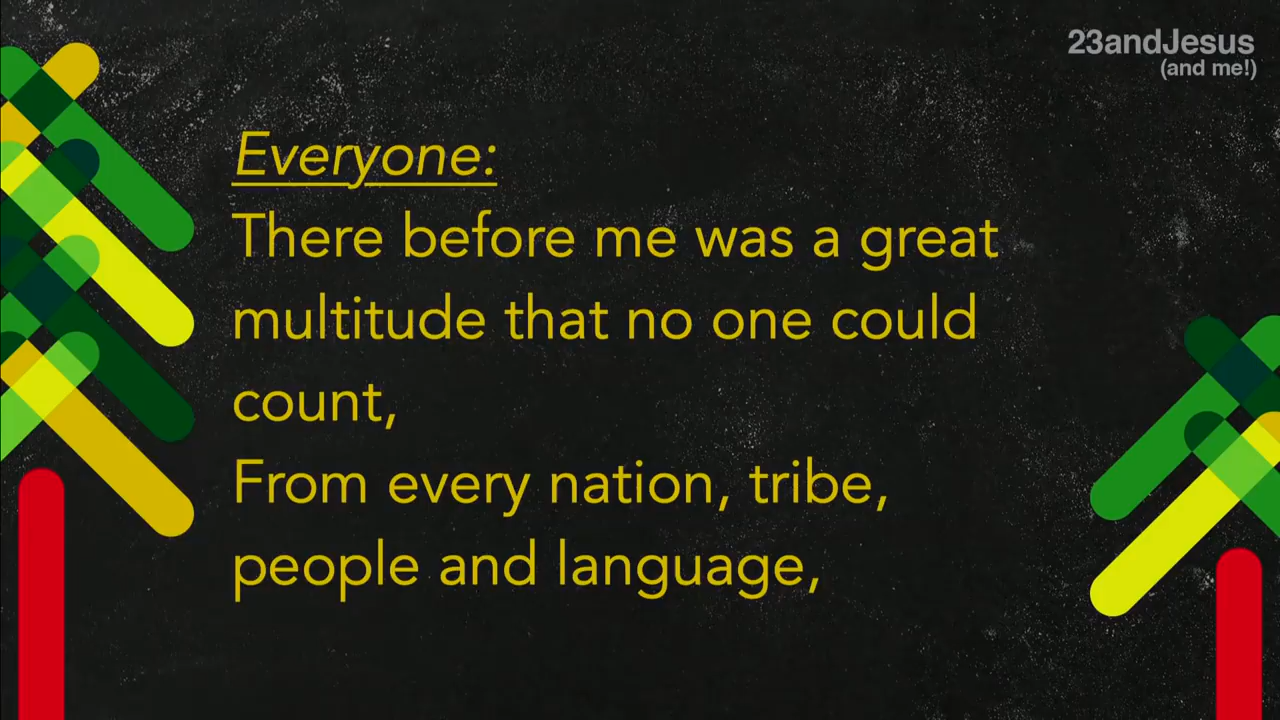 23andJesus
(and me!)
Everyone:
There before me was a great
multitude that no one could
count,
From every nation, tribe,
people and language,